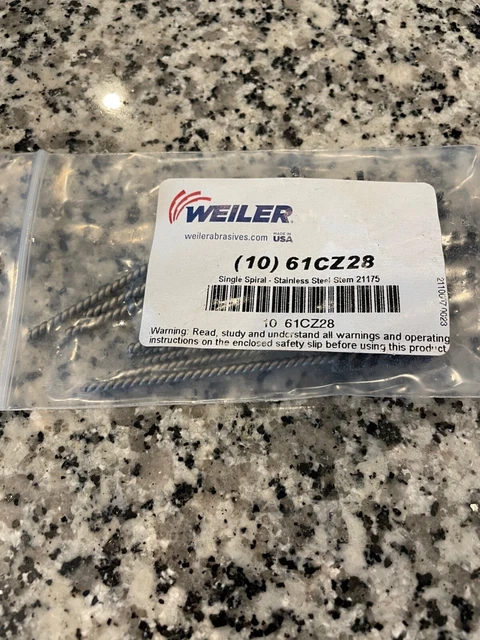 WEILER
weilerabrasives.com MADE IN USA
(10) 61CZ28
Single Spiral - Stainless Steel Stem 21175
10 61CZ28
Warning: Read, study and understand all warnings and operating
instructions on the enclosed safety slip before using this product